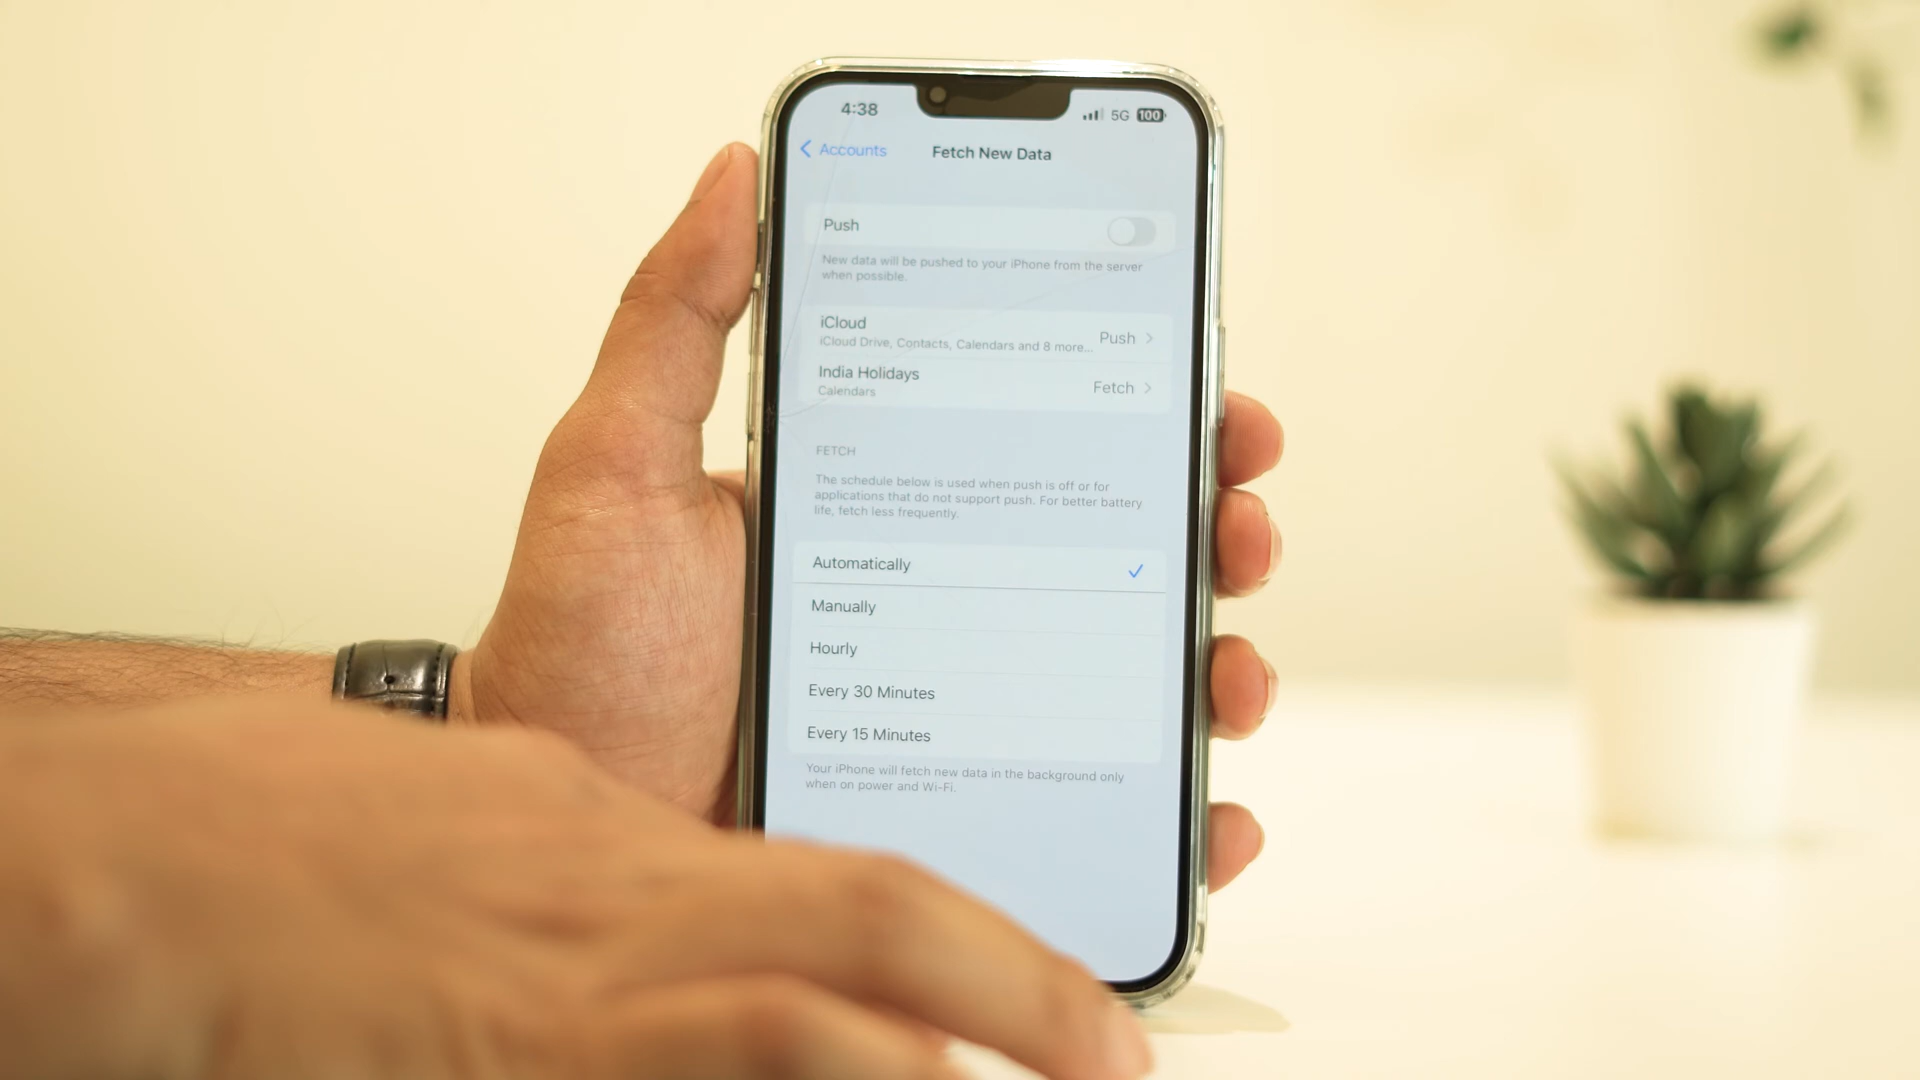 4:38
5G 100
Accounts
Fetch New Data
Push
New data will be pushed to your iPhone from the server
when possible.
iCloud
iCloud Drive, Contacts, Calendars and 8 more...
Push
India Holidays
Calendars
Fetch
FETCH
The schedule below is used when push is off or for
applications that do not support push. For better battery
life, fetch less frequently.
Automatically
Manually
Hourly
Every 30 Minutes
Every 15 Minutes
Your iPhone will fetch new data in the background only
when on power and Wi-Fi.